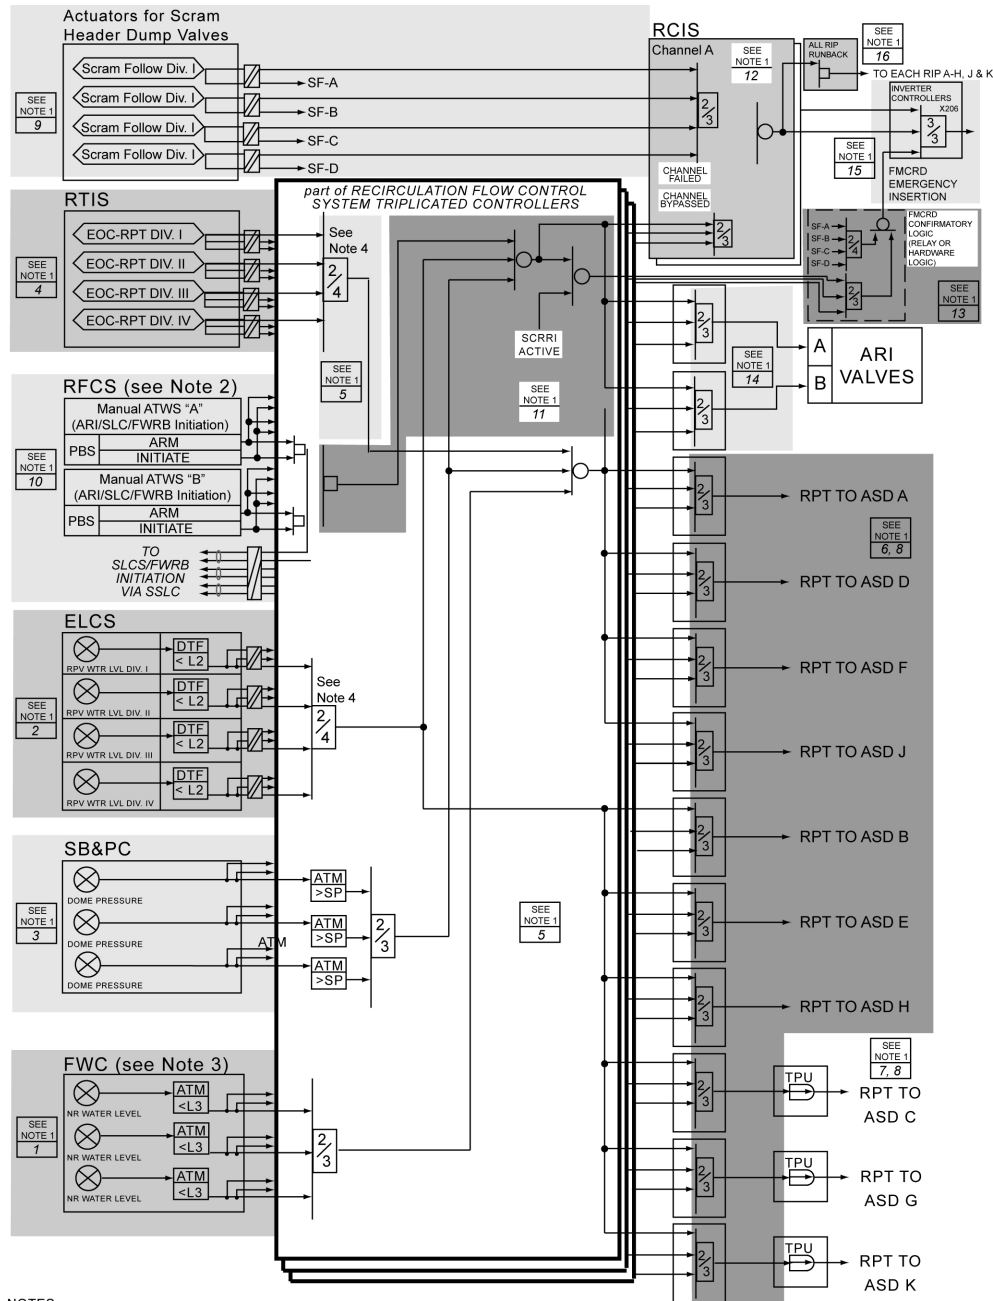 Actuators for Scram
Header Dump Valves
Scram Follow Div. I
Scram Follow Div. I
Scram Follow Div. I
Scram Follow Div. I
SF-A
SF-B
SF-C
SF-D
SEE
NOTE 1
9
RCIS
Channel A
SEE
NOTE 1
12
2/3
CHANNEL
FAILED
CHANNEL
BYPASSED
2/3
ALL RIP
RUNBACK
SEE
NOTE 1
16
TO EACH RIP A-H, J & K
INVERTER
CONTROLLERS
X206
3/3
SEE
NOTE 1
15
FMCRD
EMERGENCY
INSERTION
SF-A
SF-B
SF-C
SF-D
2/4
2/3
FMCRD
CONFIRMATORY
LOGIC
(RELAY OR
HARDWARE
LOGIC)
SEE
NOTE 1
13
RTIS
EOC-RPT DIV. I
EOC-RPT DIV. II
EOC-RPT DIV. III
EOC-RPT DIV. IV
SEE
NOTE 1
4
part of RECIRCULATION FLOW CONTROL
SYSTEM TRIPLICATED CONTROLLERS
See
Note 4
2/4
SEE
NOTE 1
5
SCRRI
ACTIVE
SEE
NOTE 1
11
2/3
2/3
SEE
NOTE 1
14
A
B
ARI
VALVES
RFCS (see Note 2)
Manual ATWS “A”
(ARI/SLC/FWRB Initiation)
PBS
ARM
INITIATE
Manual ATWS “B”
(ARI/SLC/FWRB Initiation)
PBS
ARM
INITIATE
SEE
NOTE 1
10
TO
SLCS/FWRB
INITIATION
VIA SSLC
ELCS
RPV WTR LVL DIV. I
DTF
< L2
RPV WTR LVL DIV. II
DTF
< L2
RPV WTR LVL DIV. III
DTF
< L2
RPV WTR LVL DIV. IV
DTF
< L2
SEE
NOTE 1
2
See
Note 4
2/4
SB&PC
DOME PRESSURE
DOME PRESSURE
DOME PRESSURE
SEE
NOTE 1
3
ATM
ATM
>SP
ATM
>SP
ATM
>SP
2/3
SEE
NOTE 1
5
FWC (see Note 3)
NR WATER LEVEL
ATM
<L3
NR WATER LEVEL
ATM
<L3
NR WATER LEVEL
ATM
<L3
SEE
NOTE 1
1
2/3
2/3
RPT TO ASD A
SEE
NOTE 1
6, 8
2/3
RPT TO ASD D
2/3
RPT TO ASD F
2/3
RPT TO ASD J
2/3
RPT TO ASD B
2/3
RPT TO ASD E
2/3
RPT TO ASD H
SEE
NOTE 1
7, 8
2/3
TPU
RPT TO
ASD C
2/3
TPU
RPT TO
ASD G
2/3
TPU
RPT TO
ASD K